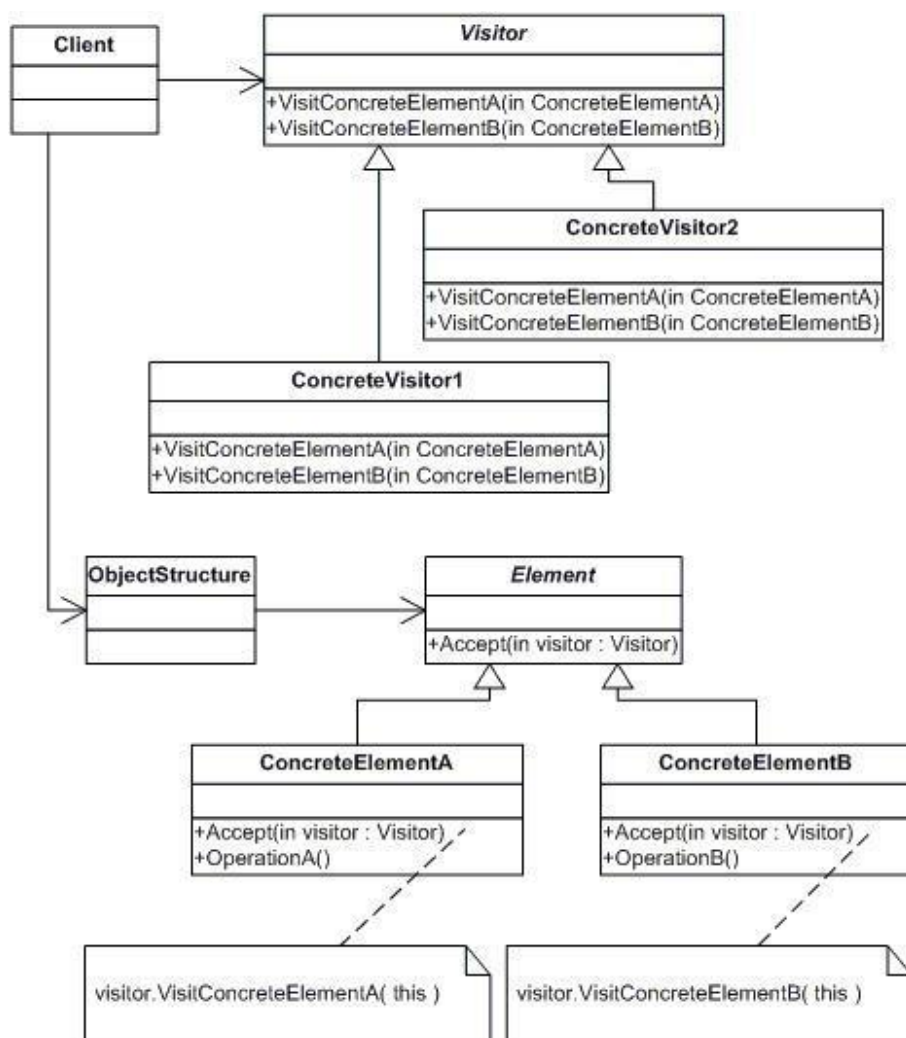 Client
Visitor
+VisitConcreteElementA(in ConcreteElementA)
+VisitConcreteElementB(in ConcreteElementB)
ConcreteVisitor2
+VisitConcreteElementA(in ConcreteElementA)
+VisitConcreteElementB(in ConcreteElementB)
ConcreteVisitor1
+VisitConcreteElementA(in ConcreteElementA)
+VisitConcreteElementB(in ConcreteElementB)
ObjectStructure
Element
+Accept(in visitor : Visitor)
ConcreteElementA
+Accept(in visitor : Visitor)
+OperationA()
ConcreteElementB
+Accept(in visitor : Visitor)
+OperationB()
visitor.VisitConcreteElementA( this )
visitor.VisitConcreteElementB( this )